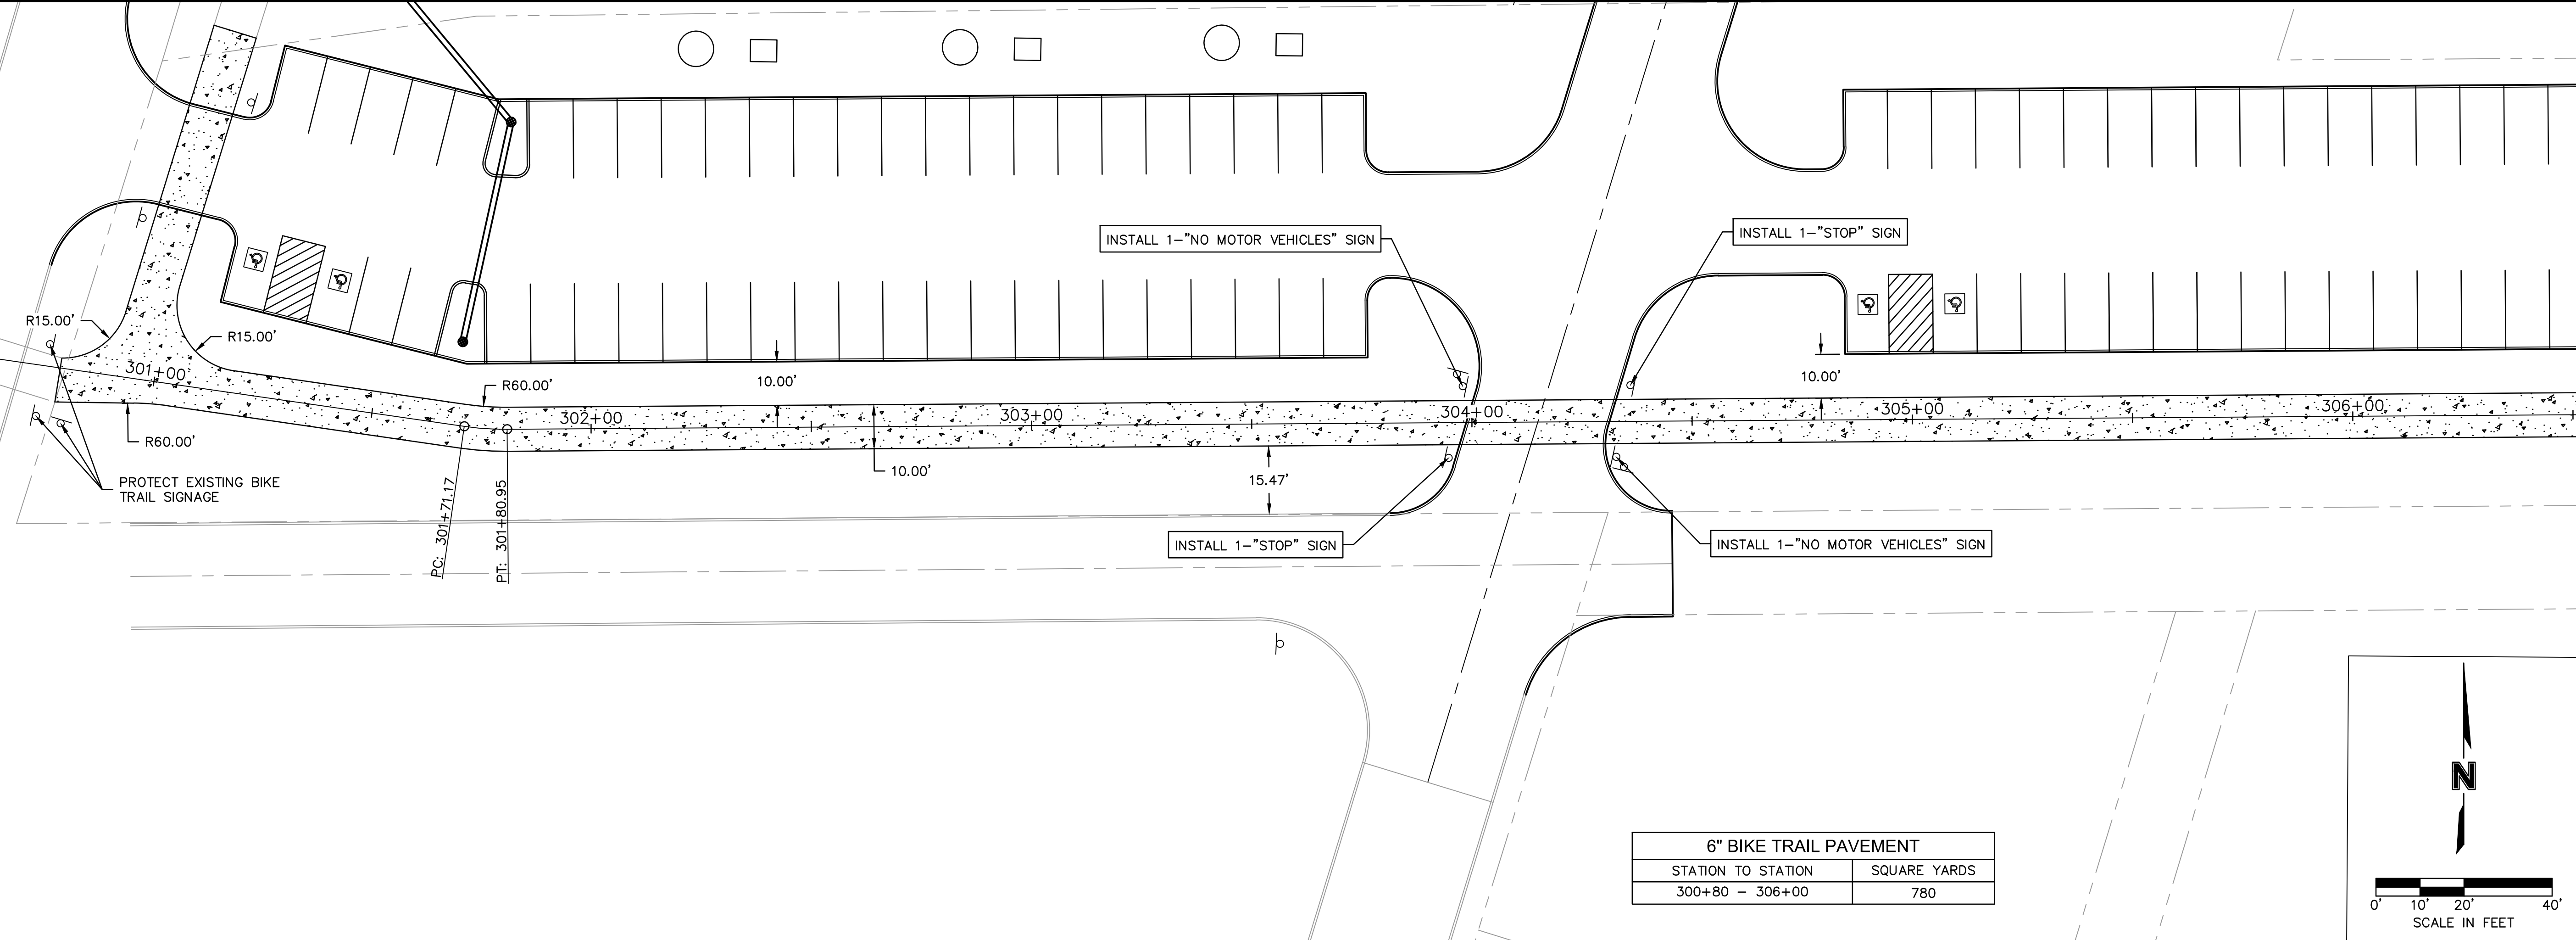 INSTALL 1-"NO MOTOR VEHICLES" SIGN
INSTALL 1-"STOP" SIGN
R15.00'
R15.00'
301+00
R60.00'
10.00'
10.00'
302+00
303+00
304+00
305+00
306+00
R60.00'
10.00'
15.47'
PROTECT EXISTING BIKE
TRAIL SIGNAGE
PC: 301+71.17
PT: 301+80.95
INSTALL 1-"STOP" SIGN
INSTALL 1-"NO MOTOR VEHICLES" SIGN
N
6" BIKE TRAIL PAVEMENT
STATION TO STATION SQUARE YARDS
300+80 - 306+00 780
0' 10' 20' 40'
SCALE IN FEET